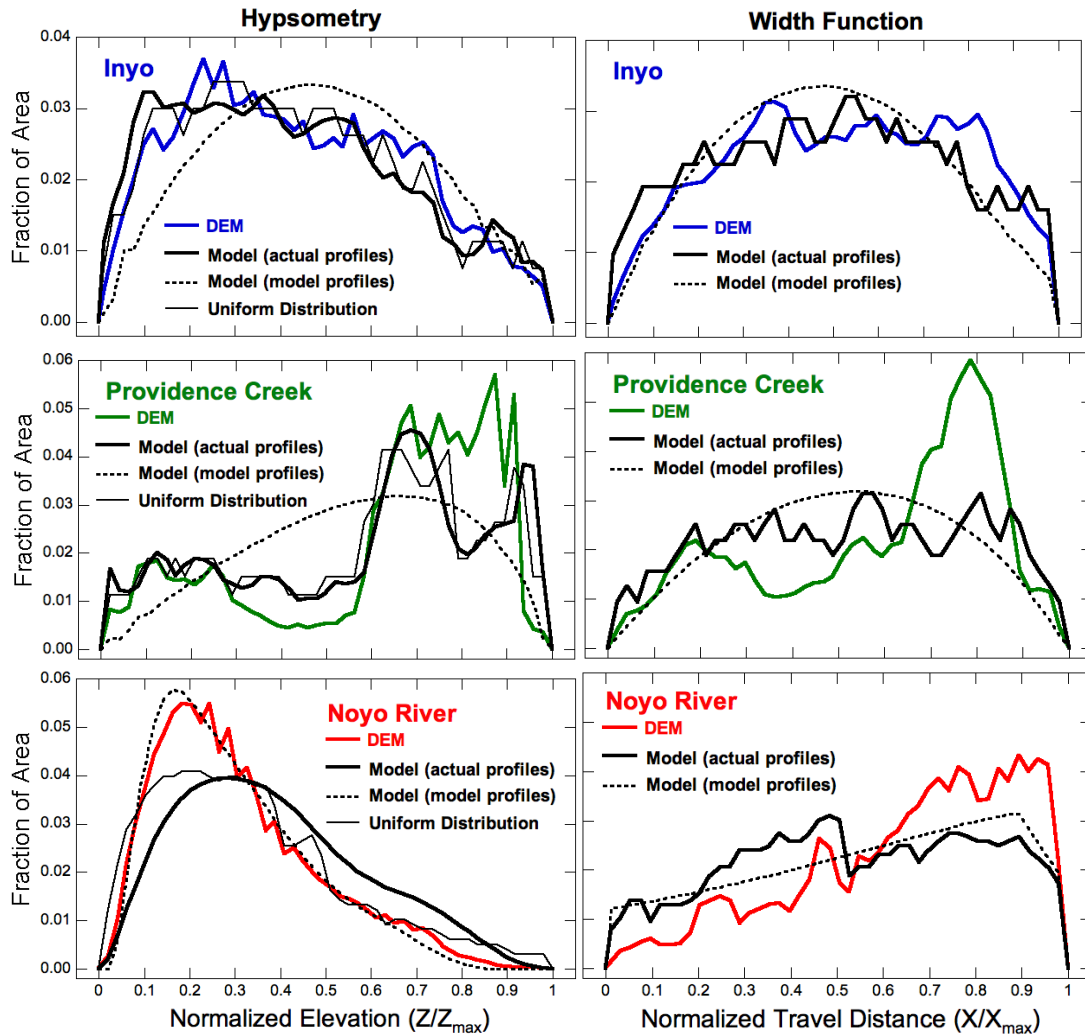 Hypsometry
Width Function
0.04
0.03
0.02
0.01
0.00
Fraction of Area
Inyo
DEM
Model (actual profiles)
Model (model profiles)
Uniform Distribution
Inyo
DEM
Model (actual profiles)
Model (model profiles)
0.06
0.05
0.04
0.03
0.02
0.01
0.00
Fraction of Area
Providence Creek
DEM
Model (actual profiles)
Model (model profiles)
Uniform Distribution
Providence Creek
DEM
Model (actual profiles)
Model (model profiles)
0.06
0.05
0.04
0.03
0.02
0.01
0.00
Fraction of Area
Noyo River
DEM
Model (actual profiles)
Model (model profiles)
Uniform Distribution
0 0.1 0.2 0.3 0.4 0.5 0.6 0.7 0.8 0.9 1
Normalized Elevation (Z/Zmax)
Noyo River
DEM
Model (actual profiles)
Model (model profiles)
0 0.1 0.2 0.3 0.4 0.5 0.6 0.7 0.8 0.9 1
Normalized Travel Distance (X/Xmax)